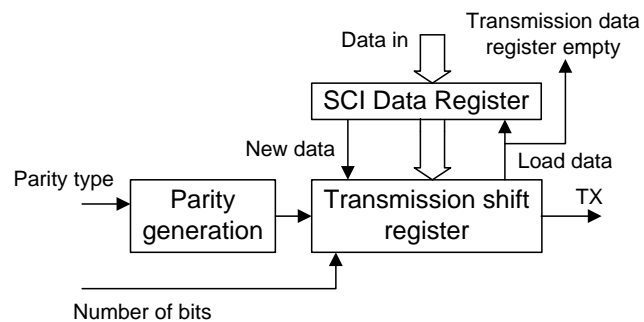 Transmission data
register empty
Data in
SCI Data Register
New data
Load data
Parity type
Parity
generation
Transmission shift
register
TX
Number of bits